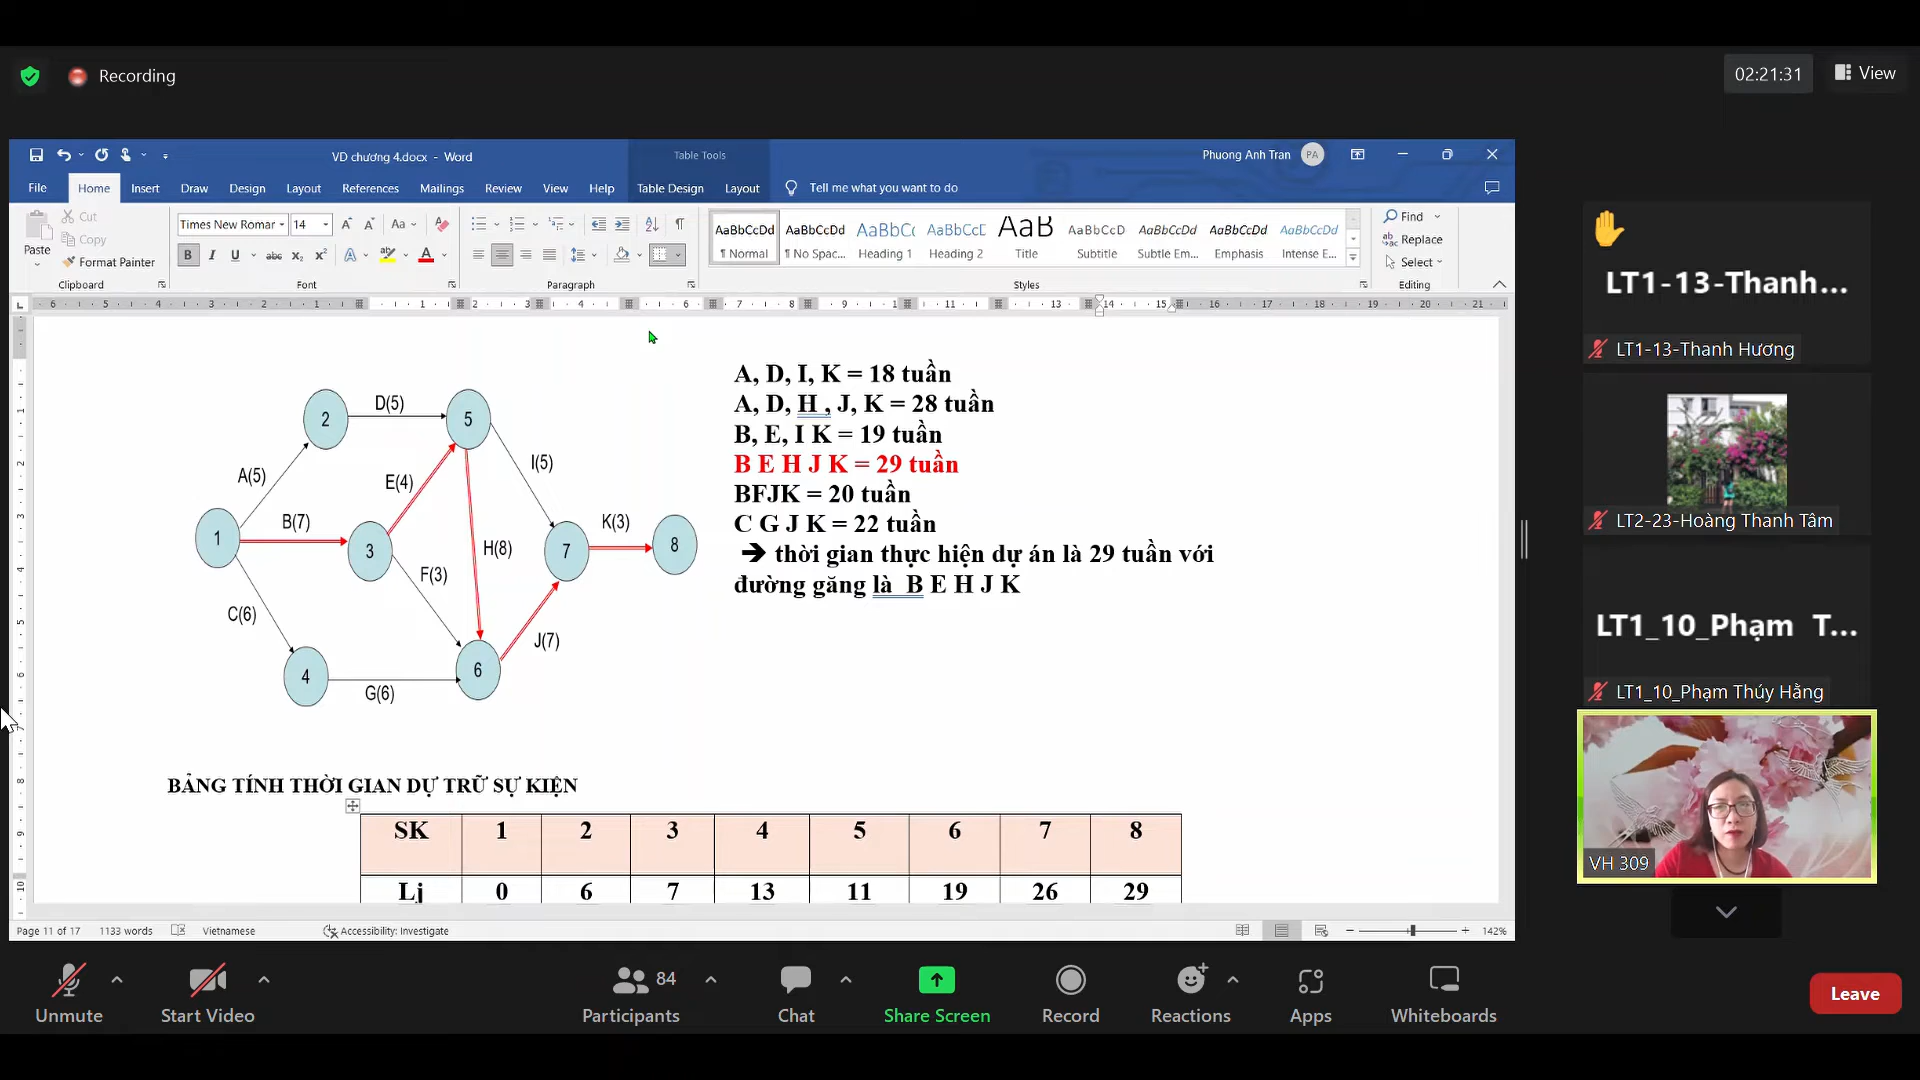 Recording
02:21:31
View
VD chương 4.docx - Word
Table Tools
Phuong Anh Tran
PA
File
Home
Insert
Draw
Design
Layout
References
Mailings
Review
View
Help
Table Design
Layout
Tell me what you want to do
Paste
Cut
Copy
Format Painter
Clipboard
Times New Romar
14
Font
Paragraph
AaBbCcDd
¶ Normal
AaBbCcDd
¶ No Spac...
AaBbCc
Heading 1
AaBbCcE
Heading 2
AaB
Title
AaBbCcD
Subtitle
AaBbCcDd
Subtle Em...
AaBbCcDd
Emphasis
AaBbCcDd
Intense E...
Styles
Find
Replace
Select
Editing
2
D(5)
5
A(5)
E(4)
I(5)
1
B(7)
3
H(8)
7
K(3)
8
F(3)
C(6)
J(7)
4
G(6)
6
A, D, I, K = 18 tuần
A, D, H , J, K = 28 tuần
B, E, I K = 19 tuần
B E H J K = 29 tuần
BFJK = 20 tuần
C G J K = 22 tuần
➔ thời gian thực hiện dự án là 29 tuần với
đường găng là B E H J K
BẢNG TÍNH THỜI GIAN DỰ TRỮ SỰ KIỆN
SK 1 2 3 4 5 6 7 8
Lj 0 6 7 13 11 19 26 29
Page 11 of 17
1133 words
Vietnamese
Accessibility: Investigate
142%
LT1-13-Thanh...
LT1-13-Thanh Hương
LT2-23-Hoàng Thanh Tâm
LT1_10_Phạm T...
LT1_10_Phạm Thúy Hằng
VH 309
Unmute
Start Video
84
Participants
Chat
Share Screen
Record
Reactions
Apps
Whiteboards
Leave